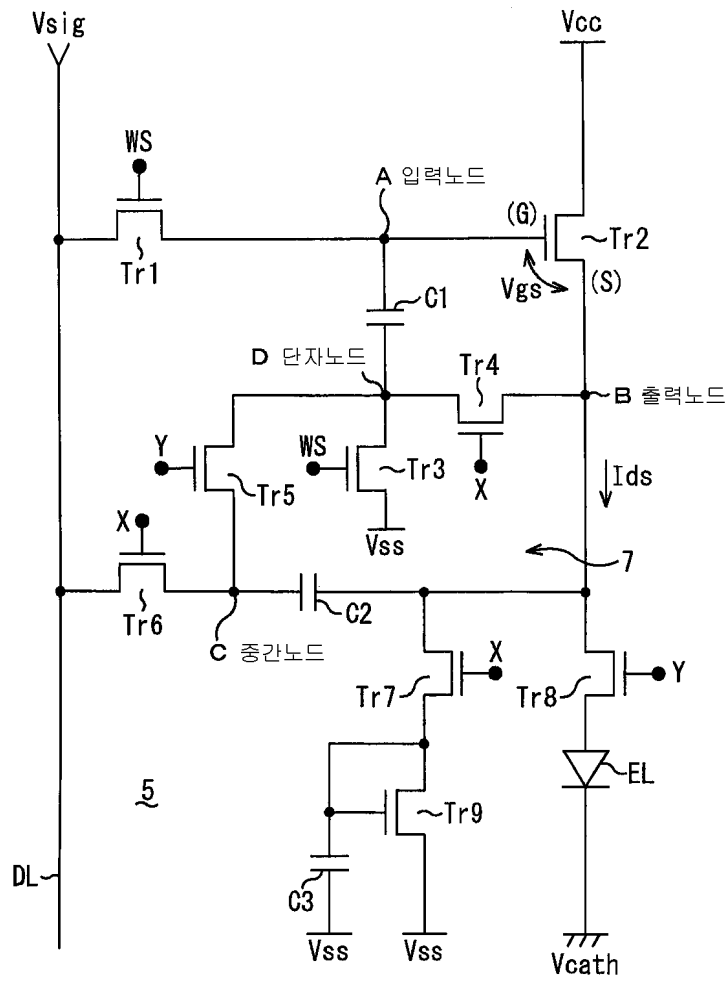 Vsig
Vcc
WS
A 입력노드
(G)
Tr2
Tr1
Vgs
(S)
C1
D 단자노드
Tr4
B 출력노드
Y
WS
Tr3
Tr5
X
Ids
X
Vss
7
Tr6
C2
C 중간노드
X
Tr7
Tr8
Y
5
EL
Tr9
DL
C3
Vss
Vss
Vcath